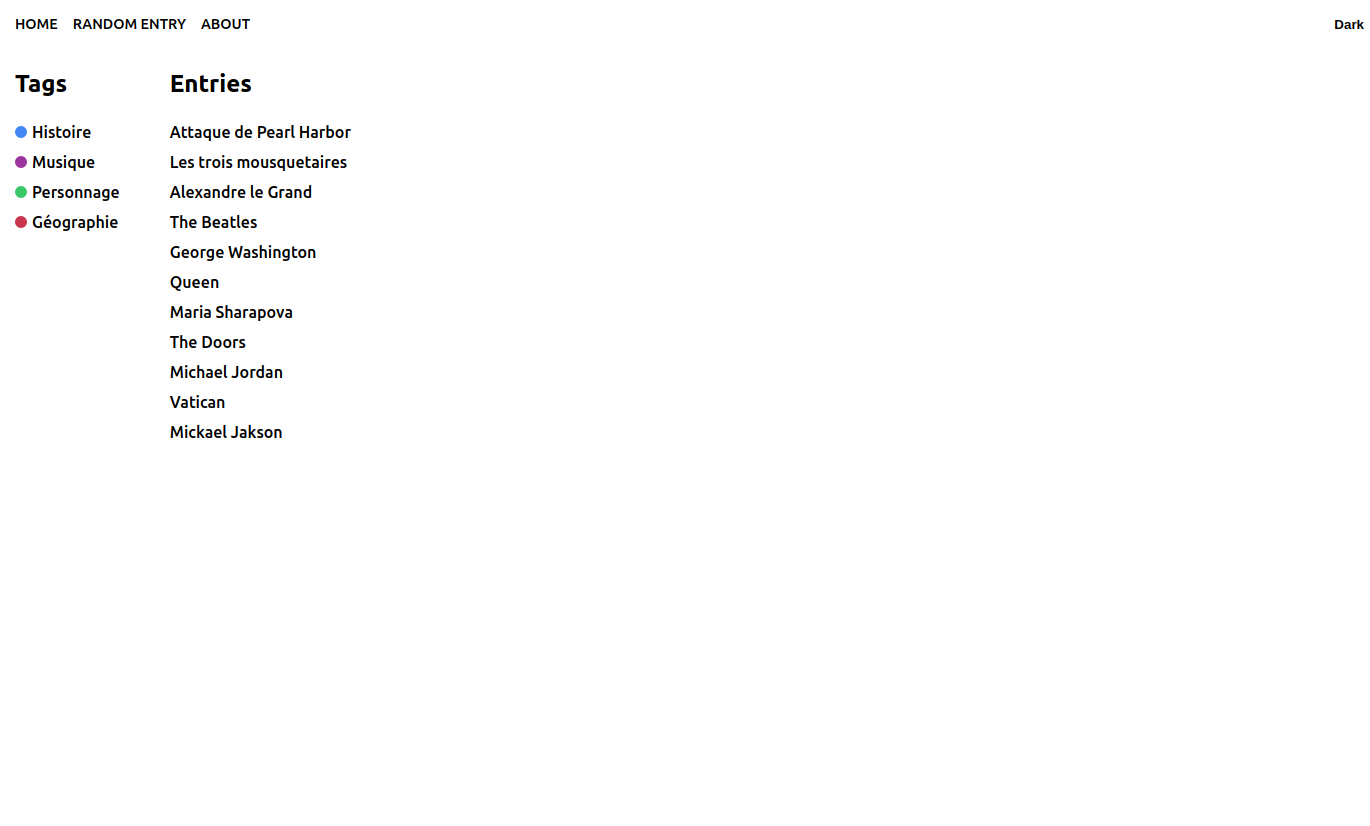 HOME RANDOM ENTRY ABOUT Dark
Tags
Histoire
Musique
Personnage
Géographie
Entries
Attaque de Pearl Harbor
Les trois mousquetaires
Alexandre le Grand
The Beatles
George Washington
Queen
Maria Sharapova
The Doors
Michael Jordan
Vatican
Mickael Jakson